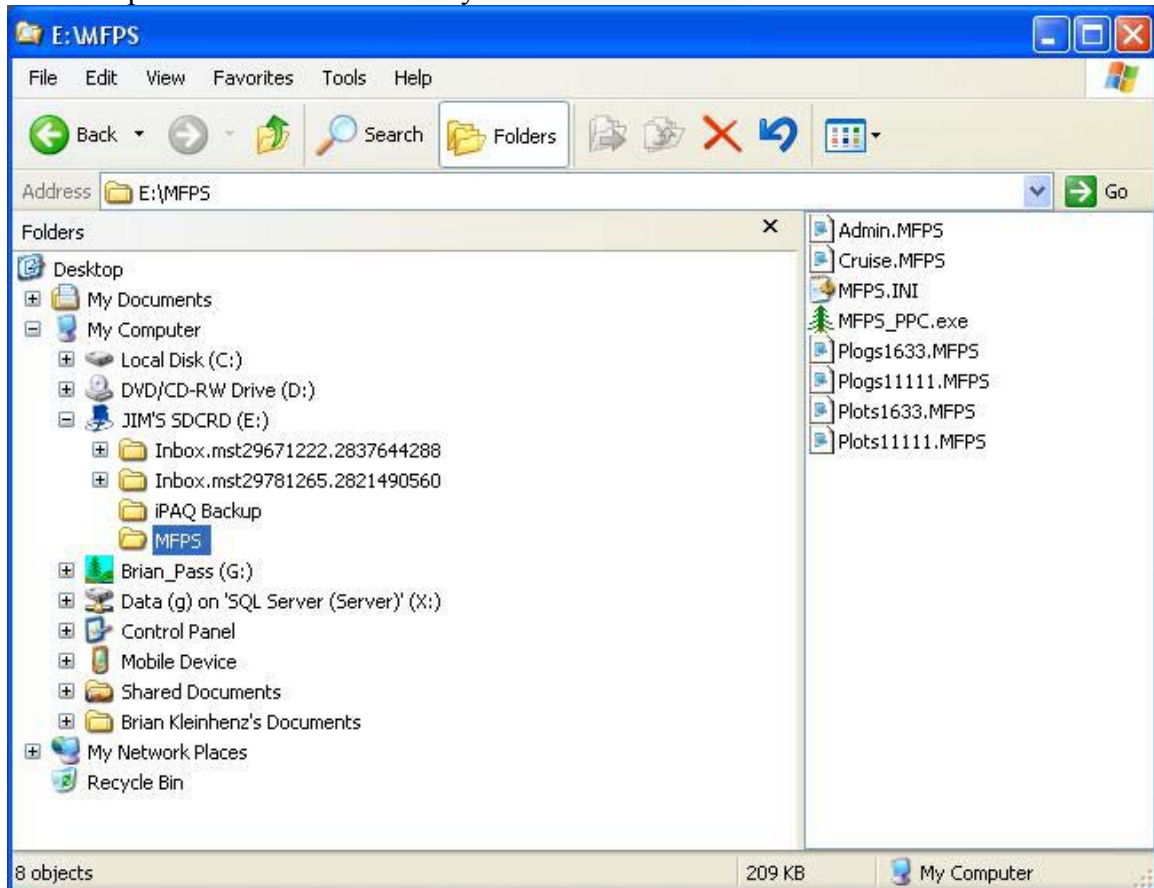 E:\MFPS
File Edit View Favorites Tools Help
Back Search Folders
Address E:\MFPS Go
Folders
Desktop
My Documents
My Computer
Local Disk (C:)
DVD/CD-RW Drive (D:)
JIM'S SDCRD (E:)
Inbox.mst29671222.2837644288
Inbox.mst29781265.2821490560
iPAQ Backup
MFPS
Brian_Pass (G:)
Data (g) on 'SQL Server (Server)' (X:)
Control Panel
Mobile Device
Shared Documents
Brian Kleinhenz's Documents
My Network Places
Recycle Bin
Admin.MFPS
Cruise.MFPS
MFPS.INI
MFPS_PPC.exe
Plogs1633.MFPS
Plogs11111.MFPS
Plots1633.MFPS
Plots11111.MFPS
8 objects 209 KB My Computer